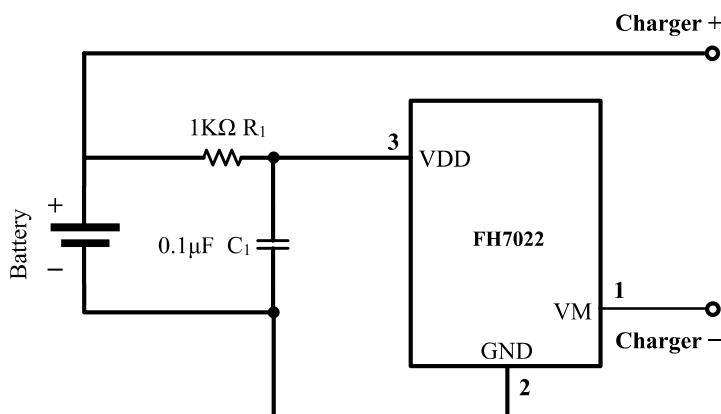 Charger +
1KΩ R1
3
VDD
+
Battery
0.1μF C1
FH7022
−
1
VM
GND
Charger −
2